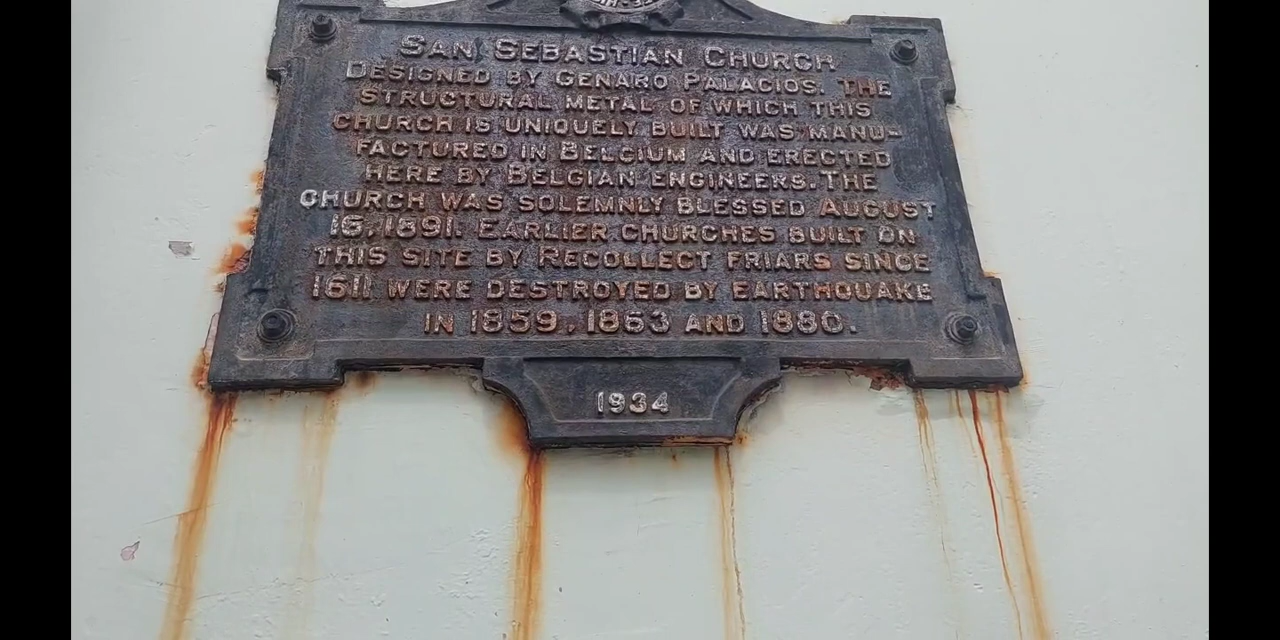 SAN SEBASTIAN CHURCH
DESIGNED BY GENARO PALACIOS. THE
STRUCTURAL METAL OF WHICH THIS
CHURCH IS UNIQUELY BUILT WAS MANU-
FACTURED IN BELGIUM AND ERECTED
HERE BY BELGIAN ENGINEERS. THE
CHURCH WAS SOLEMNLY BLESSED AUGUST
16, 1891. EARLIER CHURCHES BUILT ON
THIS SITE BY RECOLLECT FRIARS SINCE
1611 WERE DESTROYED BY EARTHQUAKE
IN 1859, 1863 AND 1880.
1934